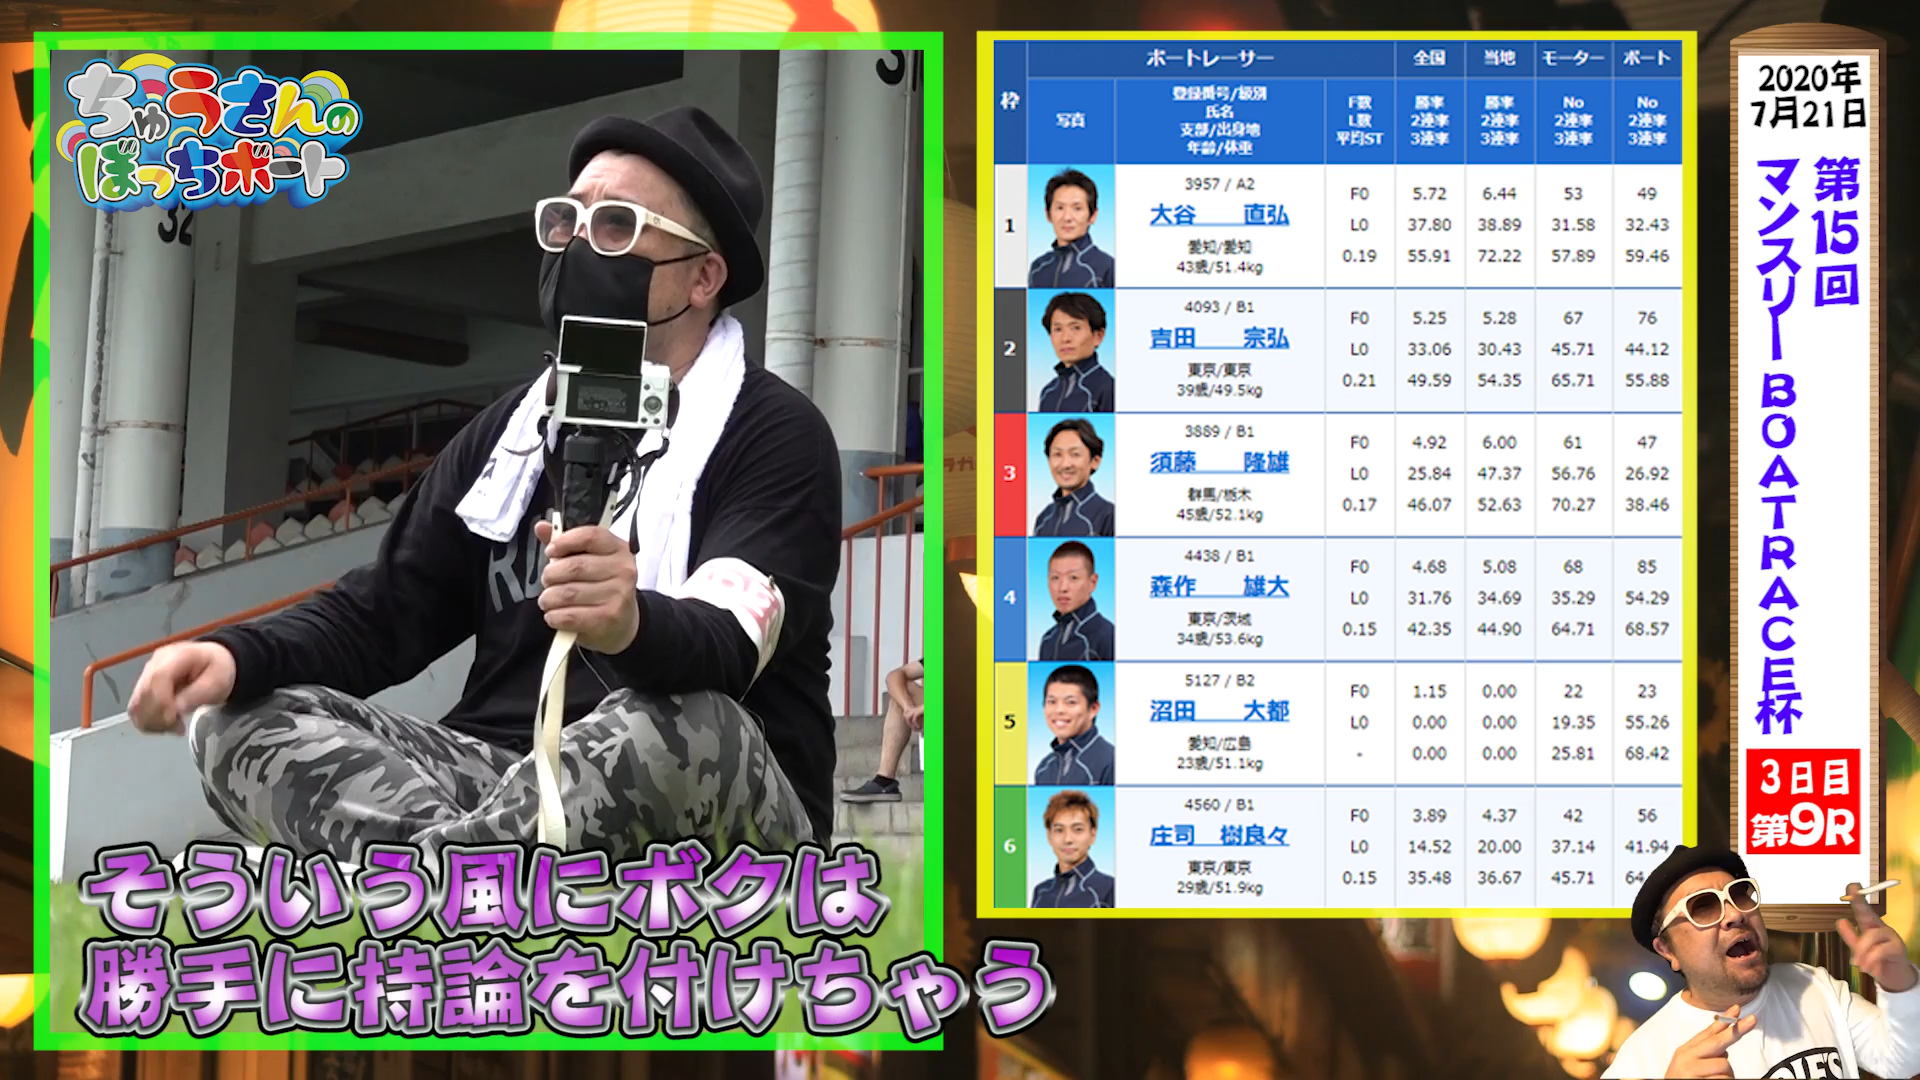 ちゅうさんの
ぼっちボート
32
そういう風にボクは
勝手に持論を付けちゃう
枠 ボートレーサー 全国 当地 モーター ボート
写真 登録番号/級別 氏名 支部/出身地 年齢/体重 F数 L数 平均ST 勝率 2連率 3連率 勝率 2連率 3連率 No 2連率 3連率 No 2連率 3連率
1 3957 / A2 F0 5.72 6.44 53 49
大谷 直弘 L0 37.80 38.89 31.58 32.43
愛知/愛知 0.19 55.91 72.22 57.89 59.46
43歳/51.4kg
2 4093 / B1 F0 5.25 5.28 67 76
吉田 宗弘 L0 33.06 30.43 45.71 44.12
東京/東京 0.21 49.59 54.35 65.71 55.88
39歳/49.5kg
3 3889 / B1 F0 4.92 6.00 61 47
須藤 隆雄 L0 25.84 47.37 56.76 26.92
群馬/栃木 0.17 46.07 52.63 70.27 38.46
45歳/52.1kg
4 4438 / B1 F0 4.68 5.08 68 85
森作 雄大 L0 31.76 34.69 35.29 54.29
東京/茨城 0.15 42.35 44.90 64.71 68.57
34歳/53.6kg
5 5127 / B2 F0 1.15 0.00 22 23
沼田 大都 L0 0.00 0.00 19.35 55.26
愛知/広島 - 0.00 0.00 25.81 68.42
23歳/51.1kg
6 4560 / B1 F0 3.89 4.37 42 56
庄司 樹良々 L0 14.52 20.00 37.14 41.94
東京/東京 0.15 35.48 36.67 45.71 64.
29歳/51.9kg
2020年
7月21日
第15回
マンスリーBOATRACE杯
3日目
第9R